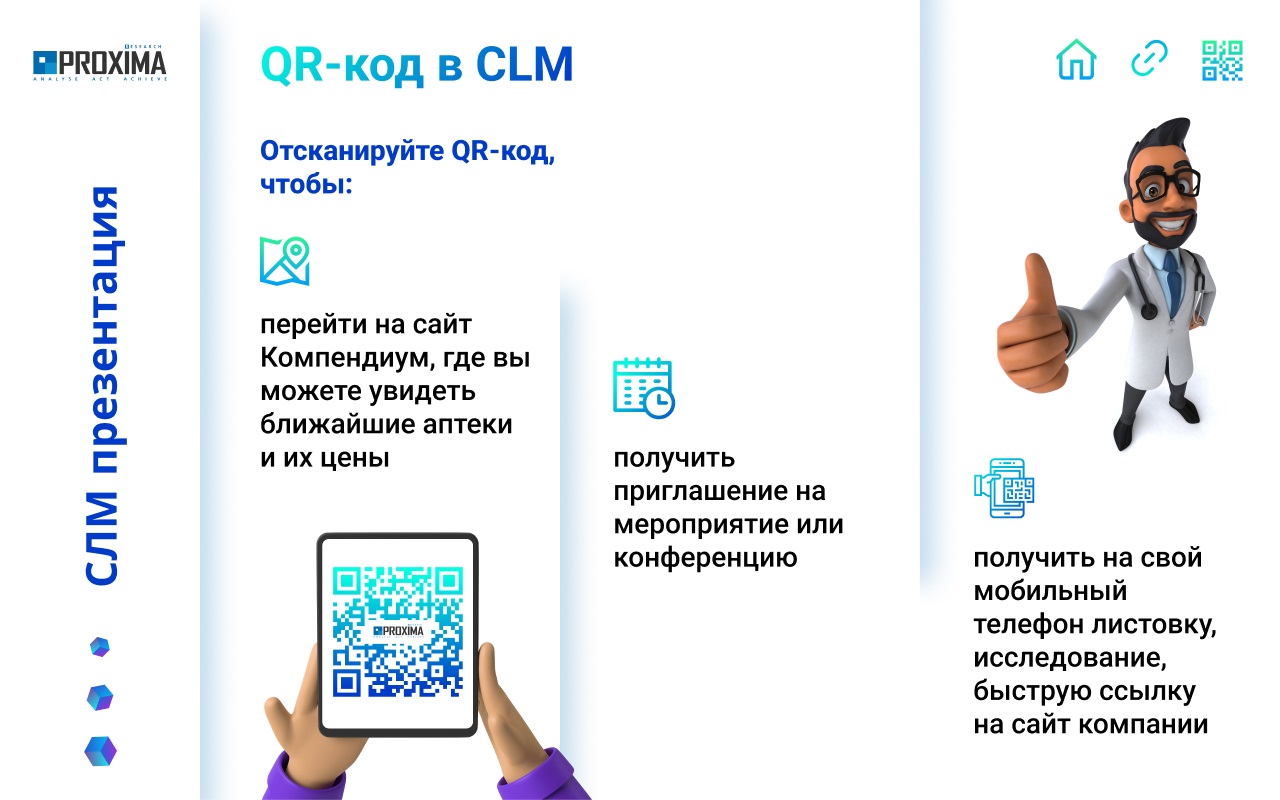 RESEARCH
PROXIMA
ANALYSE ACT ACHIEVE
СЛМ презентация
QR-код в CLM
Отсканируйте QR-код,
чтобы:
перейти на сайт
Компендиум, где вы
можете увидеть
ближайшие аптеки
и их цены
PROXIMA
получить
приглашение на
мероприятие или
конференцию
получить на свой
мобильный
телефон листовку,
исследование,
быструю ссылку
на сайт компании